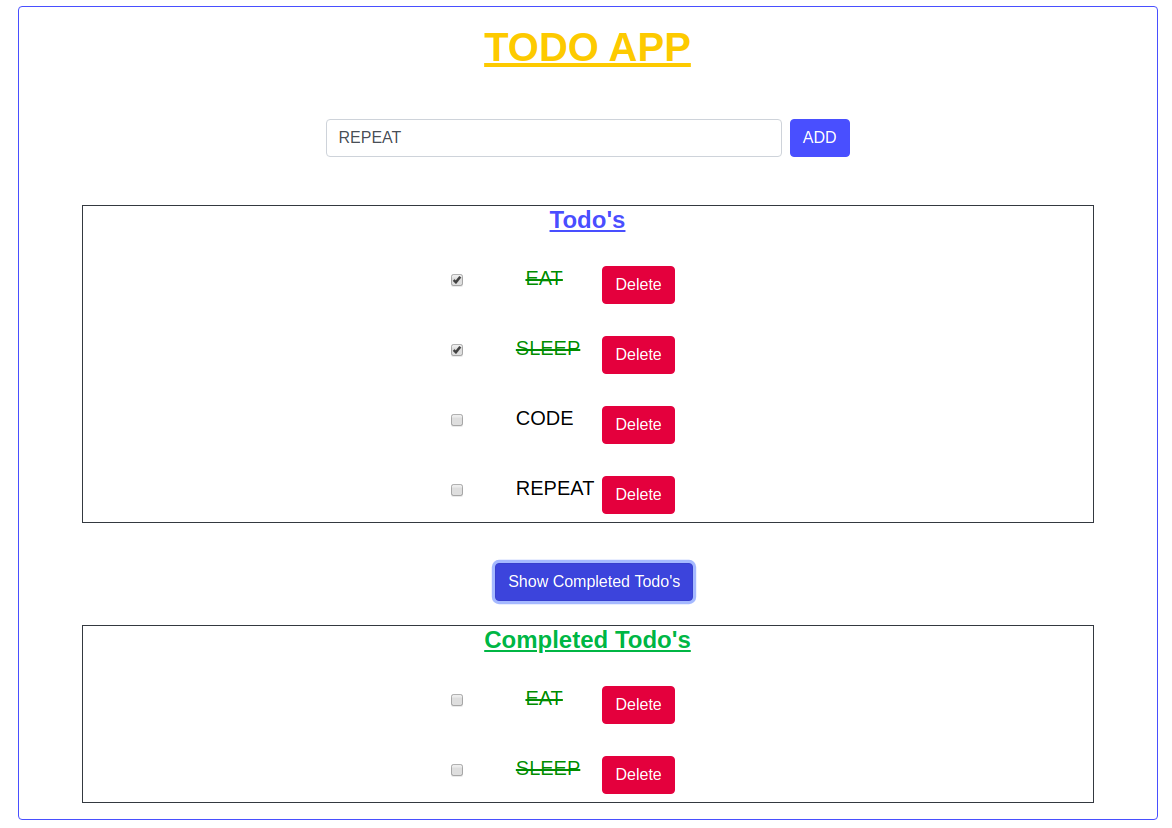 TODO APP
REPEAT ADD
Todo's
EAT Delete
SLEEP Delete
CODE Delete
REPEAT Delete
Show Completed Todo's
Completed Todo's
EAT Delete
SLEEP Delete